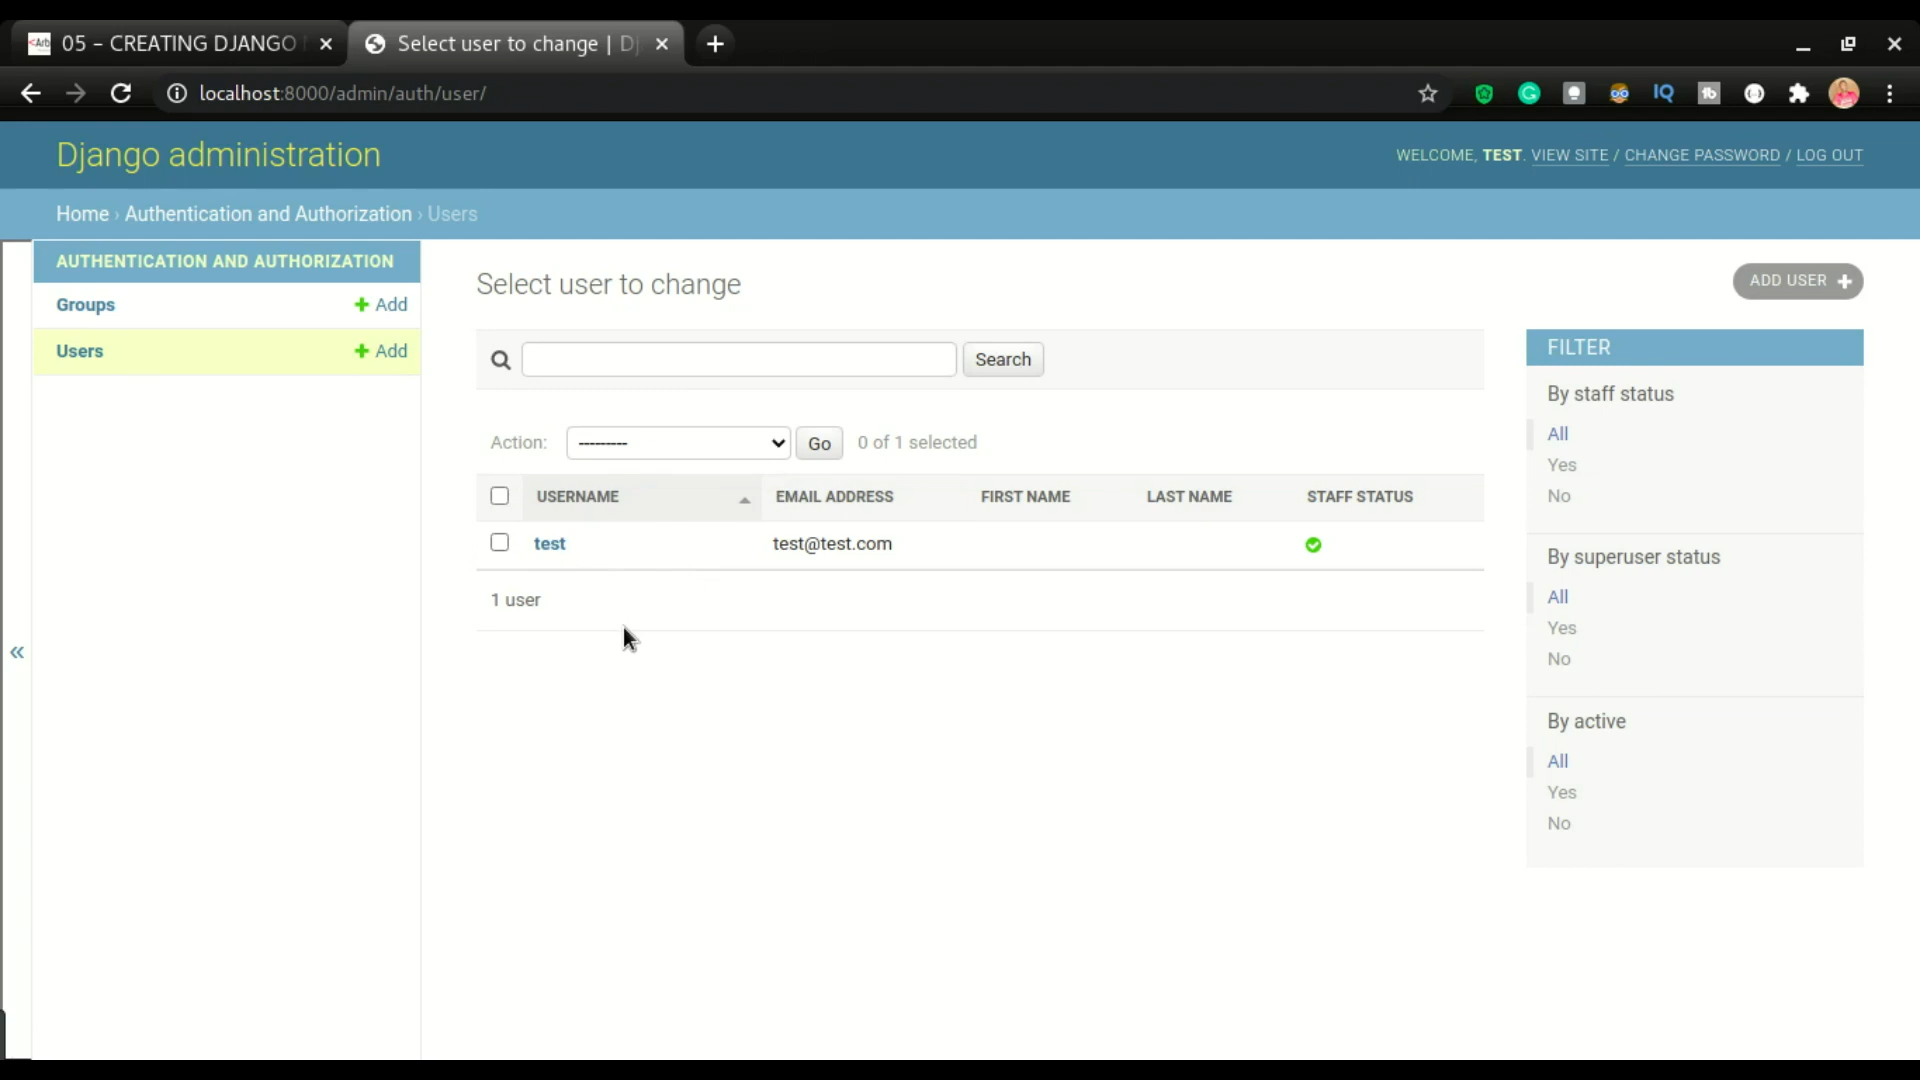 05 – CREATING DJANGO
Select user to change | D
localhost:8000/admin/auth/user/
IQ
Django administration
WELCOME, TEST. VIEW SITE / CHANGE PASSWORD / LOG OUT
Home › Authentication and Authorization › Users
AUTHENTICATION AND AUTHORIZATION
Groups + Add
Users + Add
«
Select user to change
ADD USER +
Search
Action: --------- Go 0 of 1 selected
USERNAME EMAIL ADDRESS FIRST NAME LAST NAME STAFF STATUS
test test@test.com
1 user
FILTER
By staff status
All
Yes
No
By superuser status
All
Yes
No
By active
All
Yes
No